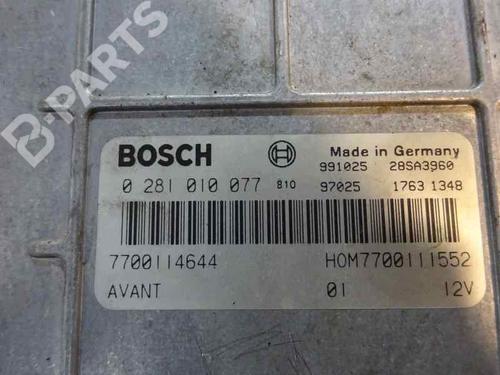 B-PARTS
BOSCH Made in Germany
991025 28SA3960
0 281 010 077 810 97025 1763 1348
7700114644 HOM7700111552
AVANT 01 12V